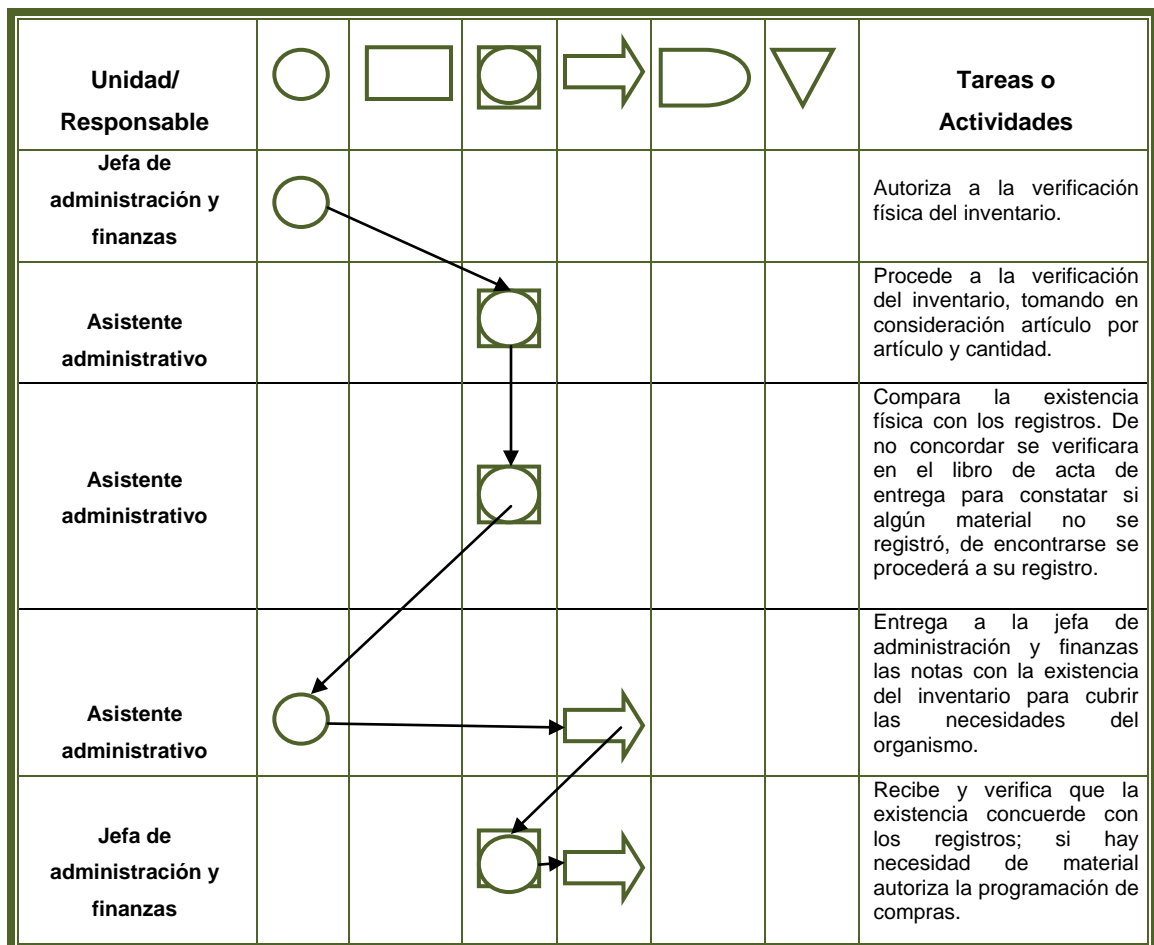 Unidad/
Responsable
Tareas o
Actividades
Jefa de
administración y
finanzas
Autoriza a la verificación
física del inventario.
Asistente
administrativo
Procede a la verificación
del inventario, tomando en
consideración artículo por
artículo y cantidad.
Asistente
administrativo
Compara la existencia
física con los registros. De
no concordar se verificara
en el libro de acta de
entrega para constatar si
algún material no se
registró, de encontrarse se
procederá a su registro.
Asistente
administrativo
Entrega a la jefa de
administración y finanzas
las notas con la existencia
del inventario para cubrir
las necesidades del
organismo.
Jefa de
administración y
finanzas
Recibe y verifica que la
existencia concuerde con
los registros; si hay
necesidad de material
autoriza la programación de
compras.